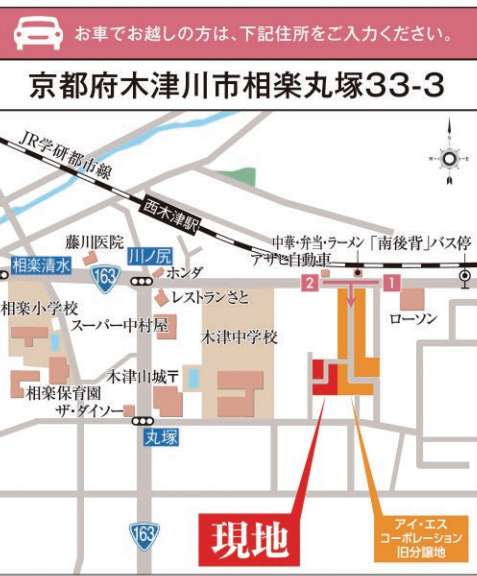 お車でお越しの方は、下記住所をご入力ください。
京都府木津川市相楽丸塚33-3
JR学研都市線
N
W
E
西木津駅
藤川医院
川ノ尻
中華・弁当・ラーメン
「南後背」バス停
アサヒ自動車
相楽清水
163
ホンダ
2
1
レストランさと
ローソン
相楽小学校
スーパー中村屋
木津中学校
木津山城〒
相楽保育園
ザ・ダイソー
丸塚
163
現地
アイ・エス
コーポレーション
旧分譲地